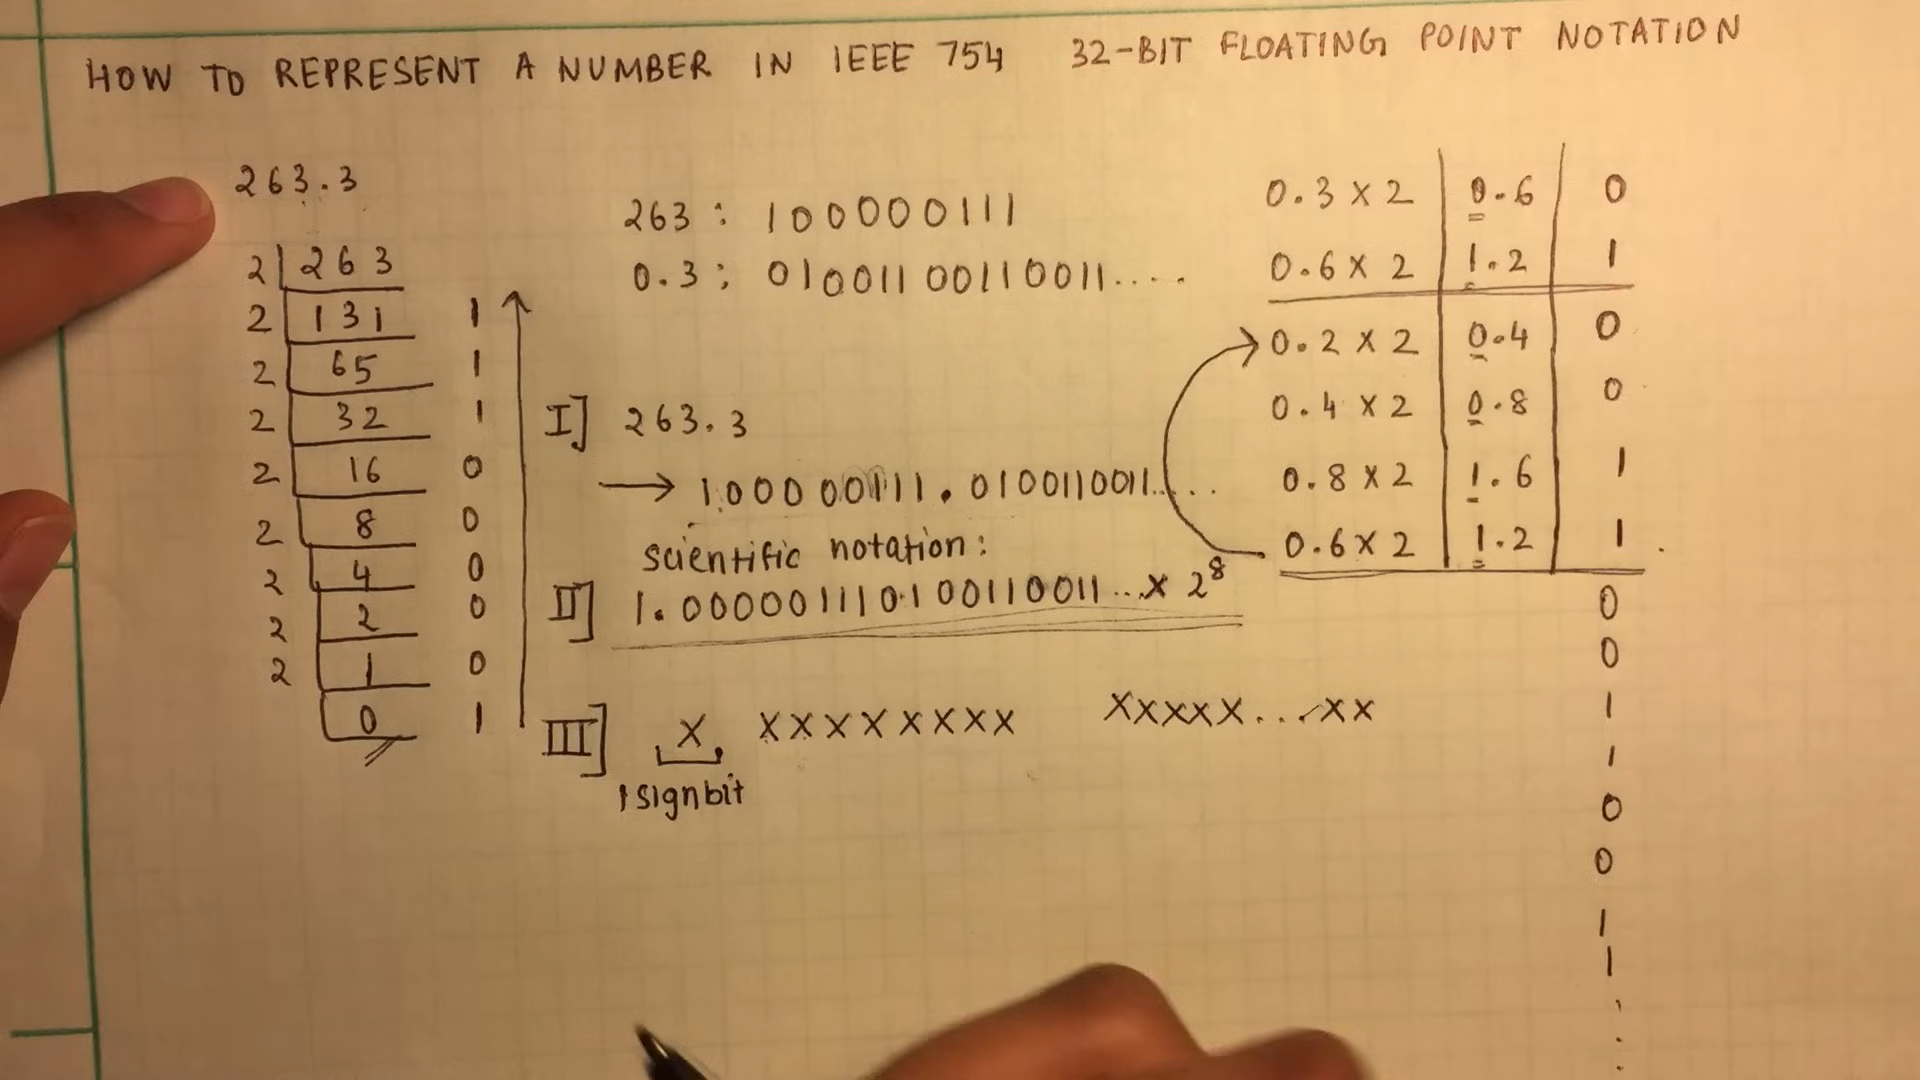 HOW TO REPRESENT A NUMBER IN IEEE 754 32-BIT FLOATING POINT NOTATION
263.3
2 263
2 131 1
2 65 1
2 32 1
2 16 0
2 8 0
2 4 0
2 2 0
2 1 0
0 1
263 : 100000111
0.3 : 01001100110011....
I] 263.3
→ 100000111.0100110011.....
scientific notation:
II] 1.000001110100110011... x 2^8
III] X XXXXXXXX XXXXX...XX
1 sign bit
0.3 x 2 0.6 0
0.6 x 2 1.2 1
0.2 x 2 0.4 0
0.4 x 2 0.8 0
0.8 x 2 1.6 1
0.6 x 2 1.2 1
0
0
1
1
0
0
1
1